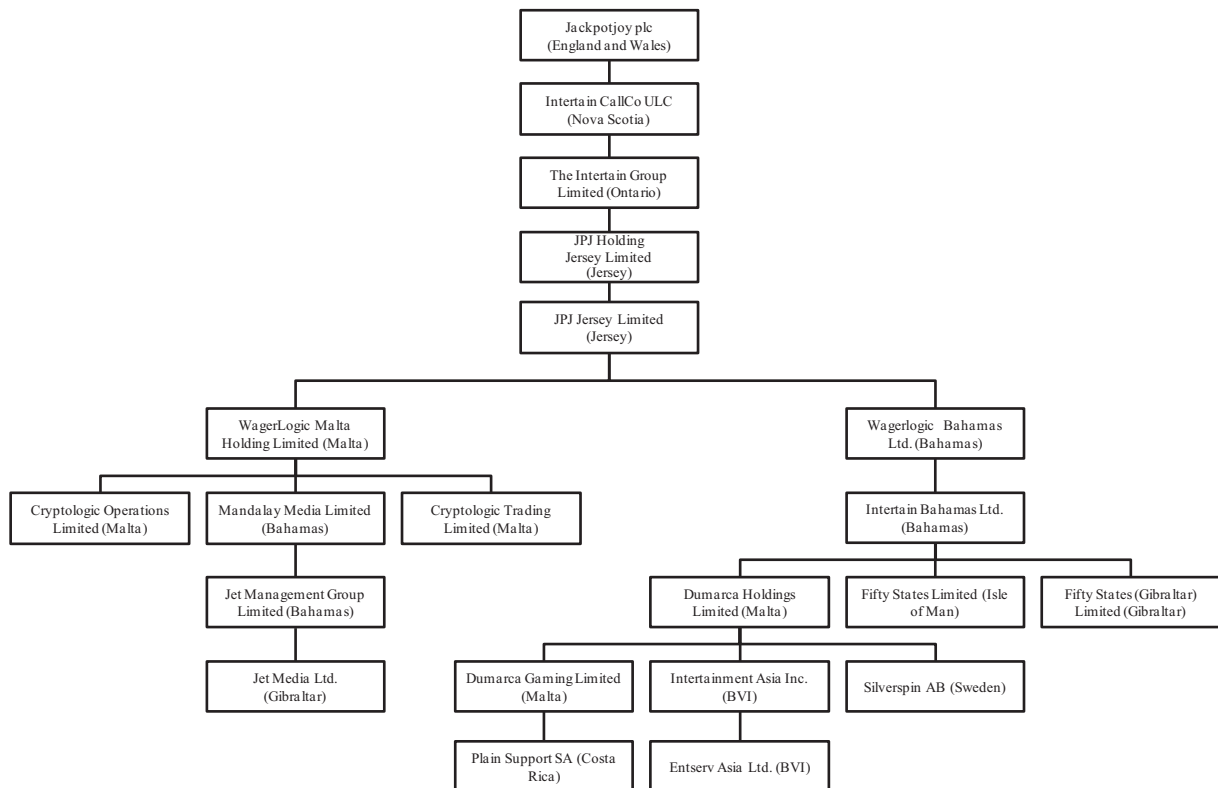 Jackpotjoy plc
(England and Wales)
Intertain CallCo ULC
(Nova Scotia)
The Intertain Group
Limited (Ontario)
JPJ Holding
Jersey Limited
(Jersey)
JPJ Jersey Limited
(Jersey)
WagerLogic Malta
Holding Limited (Malta)
Wagerlogic Bahamas
Ltd. (Bahamas)
Cryptologic Operations
Limited (Malta)
Mandalay Media Limited
(Bahamas)
Cryptologic Trading
Limited (Malta)
Intertain Bahamas Ltd.
(Bahamas)
Jet Management Group
Limited (Bahamas)
Dumarca Holdings
Limited (Malta)
Fifty States Limited (Isle
of Man)
Fifty States (Gibraltar)
Limited (Gibraltar)
Jet Media Ltd.
(Gibraltar)
Dumarca Gaming Limited
(Malta)
Intertainment Asia Inc.
(BVI)
Silverspin AB (Sweden)
Plain Support SA (Costa
Rica)
Entserv Asia Ltd. (BVI)